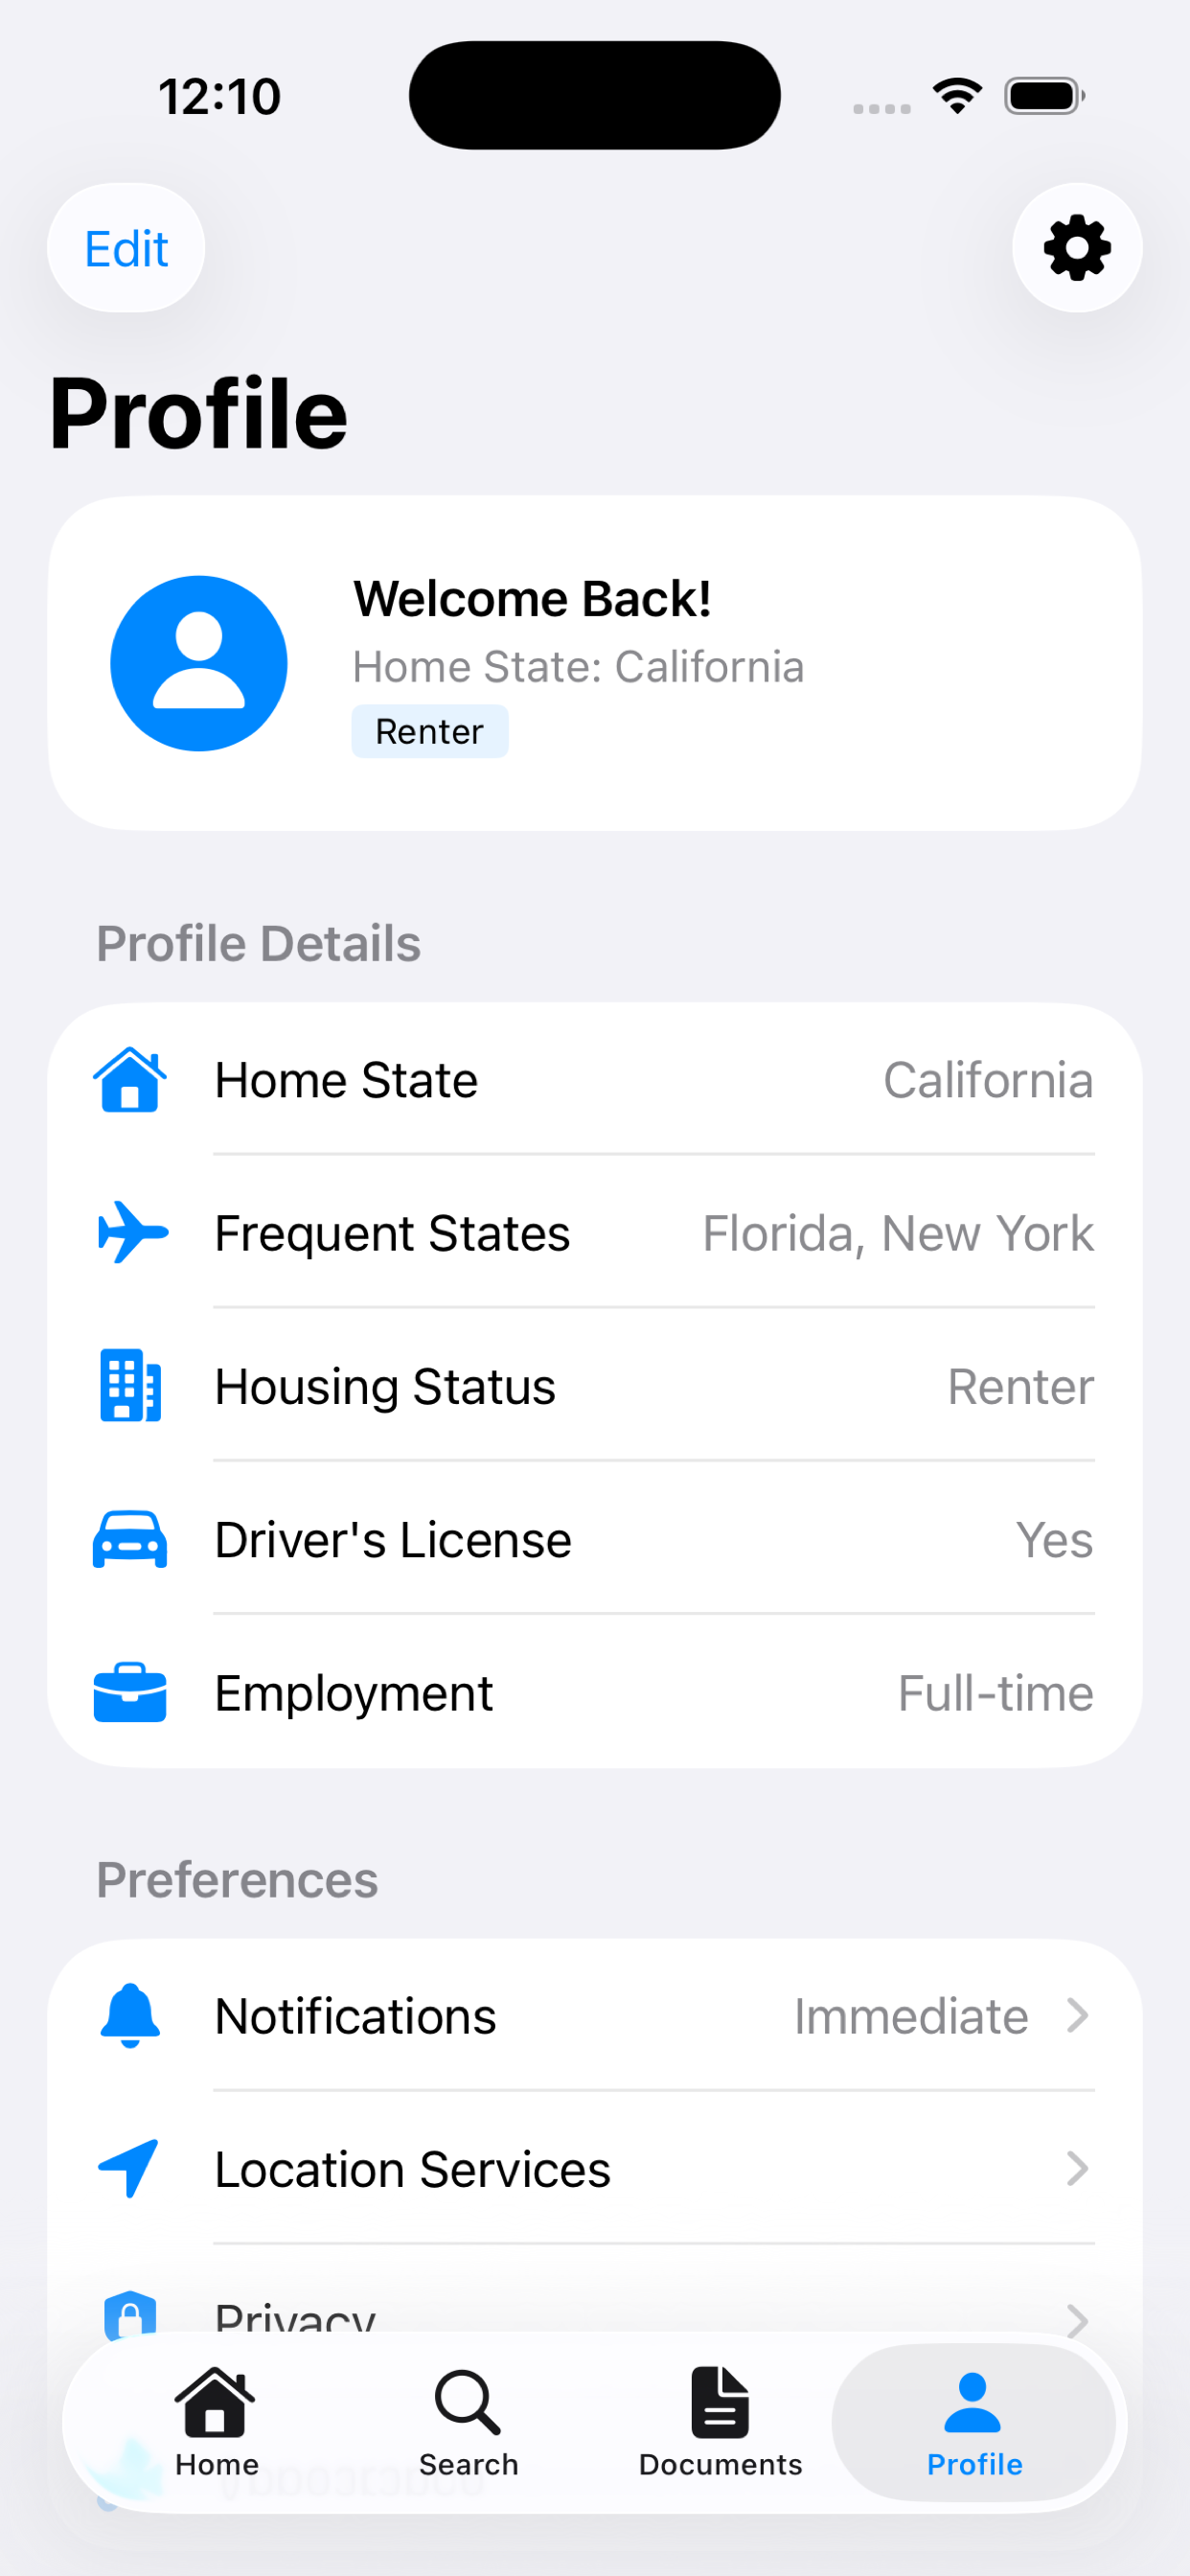 12:10
Edit
Profile
Welcome Back!
Home State: California
Renter
Profile Details
Home State California
Frequent States Florida, New York
Housing Status Renter
Driver's License Yes
Employment Full-time
Preferences
Notifications Immediate
Location Services
Privacy
Home Search Documents Profile